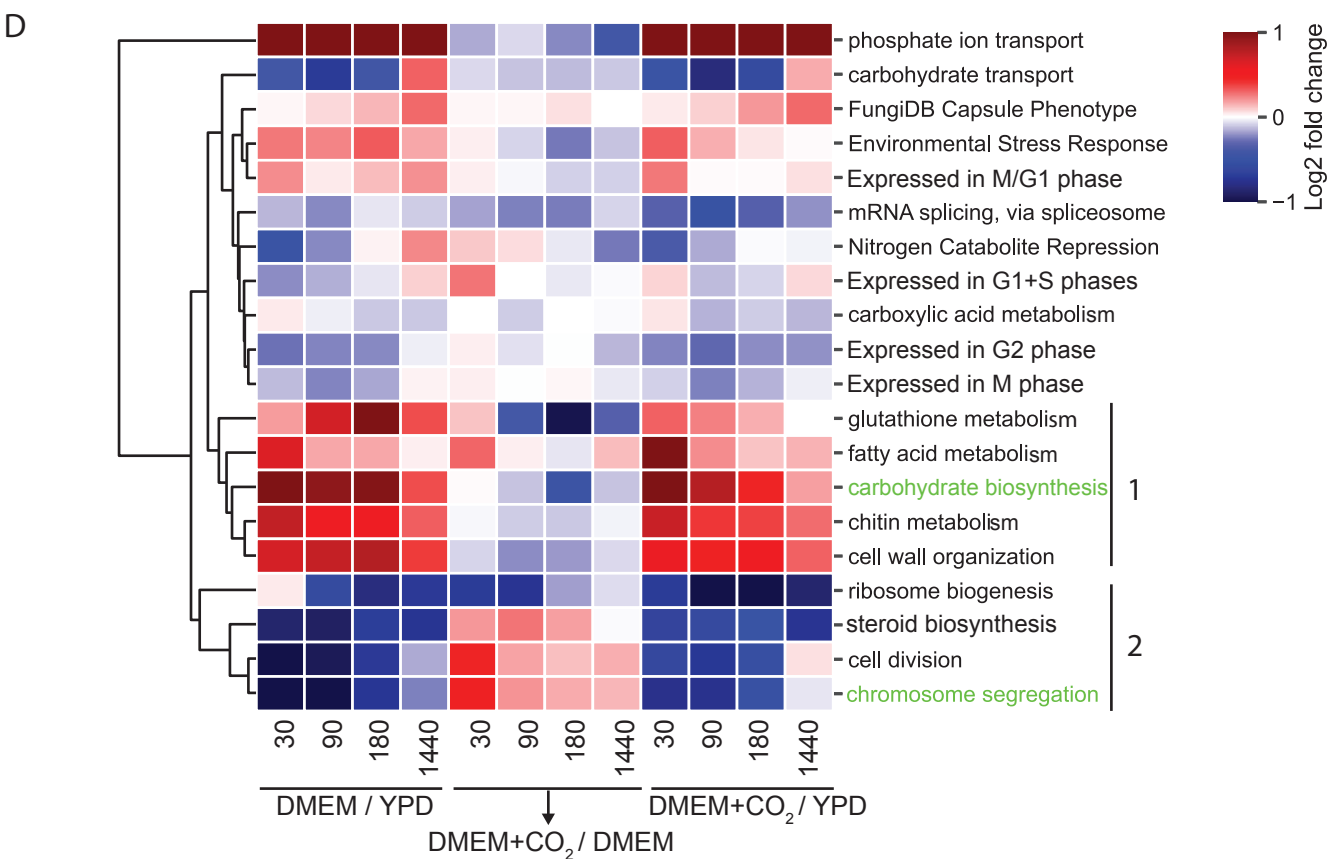 D
phosphate ion transport
carbohydrate transport
FungiDB Capsule Phenotype
Environmental Stress Response
Expressed in M/G1 phase
mRNA splicing, via spliceosome
Nitrogen Catabolite Repression
Expressed in G1+S phases
carboxylic acid metabolism
Expressed in G2 phase
Expressed in M phase
glutathione metabolism
fatty acid metabolism
carbohydrate biosynthesis
chitin metabolism
cell wall organization
ribosome biogenesis
steroid biosynthesis
cell division
chromosome segregation
1
2
1
0
−1
Log2 fold change
30 90 180 1440 30 90 180 1440 30 90 180 1440
DMEM / YPD
DMEM+CO₂ / DMEM
DMEM+CO₂ / YPD